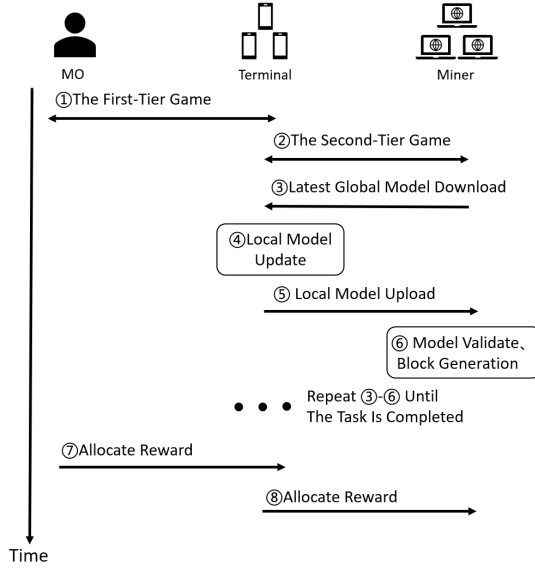 MO
Terminal
Miner
①The First-Tier Game
②The Second-Tier Game
③Latest Global Model Download
④Local Model
Update
⑤ Local Model Upload
⑥ Model Validate、
Block Generation
Repeat ③-⑥ Until
The Task Is Completed
⑦Allocate Reward
⑧Allocate Reward
Time